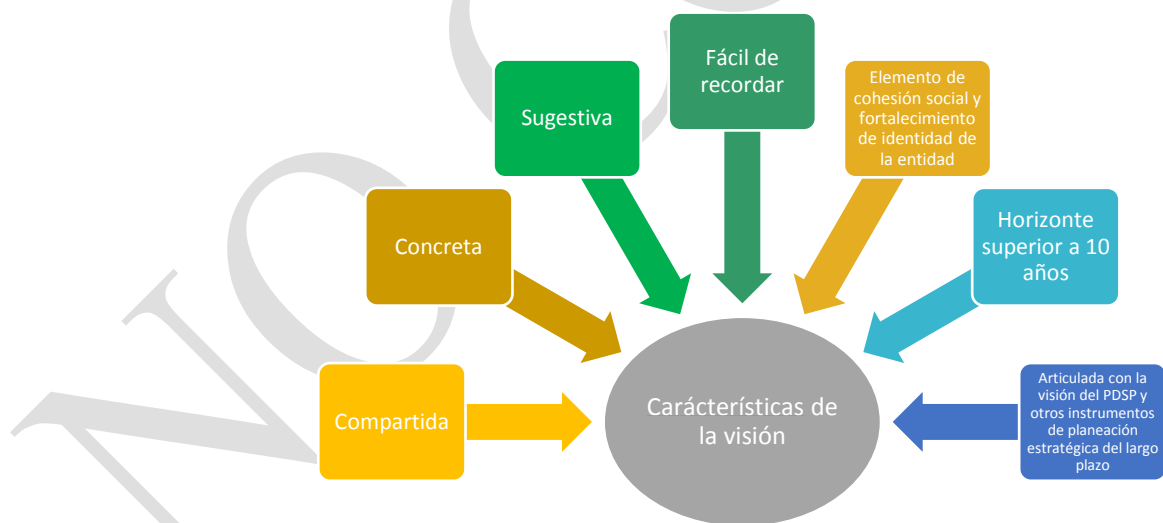 Fácil de
recordar
Sugestiva
Elemento de
cohesión social y
fortalecimiento
de identidad de
la entidad
Concreta
Horizonte
superior a 10
años
Compartida
Carácterísticas de
la visión
Articulada con la
visión del PDSP y
otros instrumentos
de planeación
estratégica del largo
plazo
NO